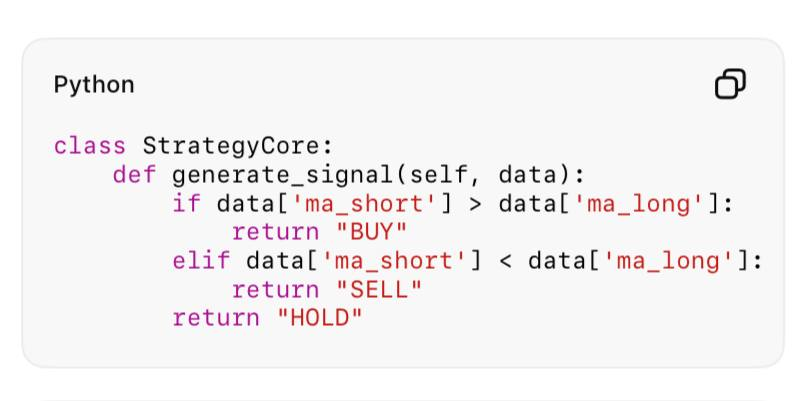 Python
class StrategyCore:
    def generate_signal(self, data):
        if data['ma_short'] > data['ma_long']:
            return "BUY"
        elif data['ma_short'] < data['ma_long']:
            return "SELL"
        return "HOLD"